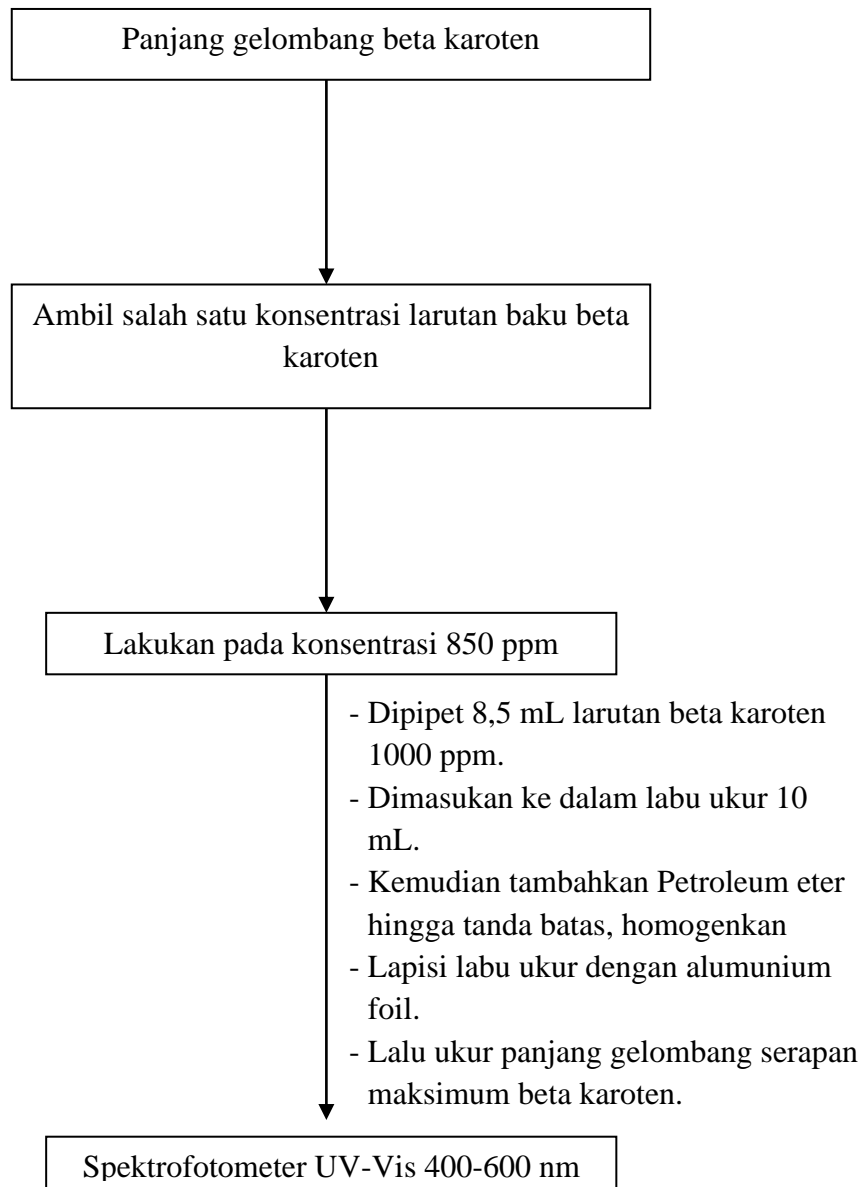 Panjang gelombang beta karoten
Ambil salah satu konsentrasi larutan baku beta
karoten
Lakukan pada konsentrasi 850 ppm
- Dipipet 8,5 mL larutan beta karoten
1000 ppm.
- Dimasukan ke dalam labu ukur 10
mL.
- Kemudian tambahkan Petroleum eter
hingga tanda batas, homogenkan
- Lapisi labu ukur dengan alumunium
foil.
- Lalu ukur panjang gelombang serapan
maksimum beta karoten.
Spektrofotometer UV-Vis 400-600 nm